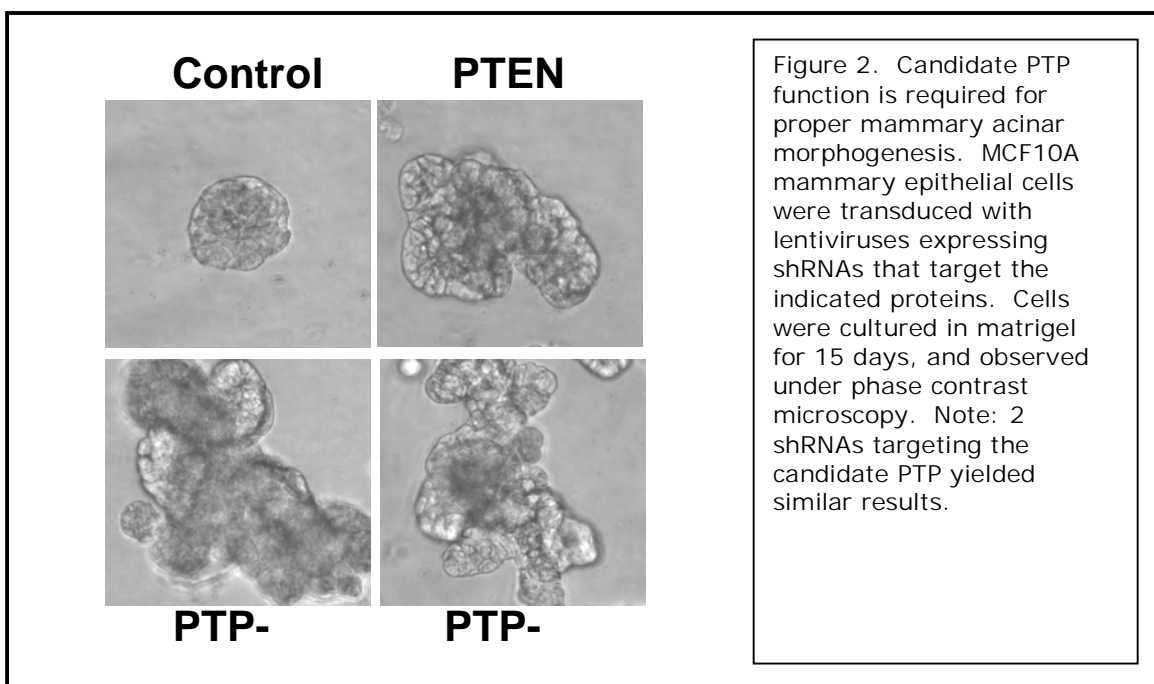 Control PTEN
PTP- PTP-
Figure 2. Candidate PTP
function is required for
proper mammary acinar
morphogenesis. MCF10A
mammary epithelial cells
were transduced with
lentiviruses expressing
shRNAs that target the
indicated proteins. Cells
were cultured in matrigel
for 15 days, and observed
under phase contrast
microscopy. Note: 2
shRNAs targeting the
candidate PTP yielded
similar results.